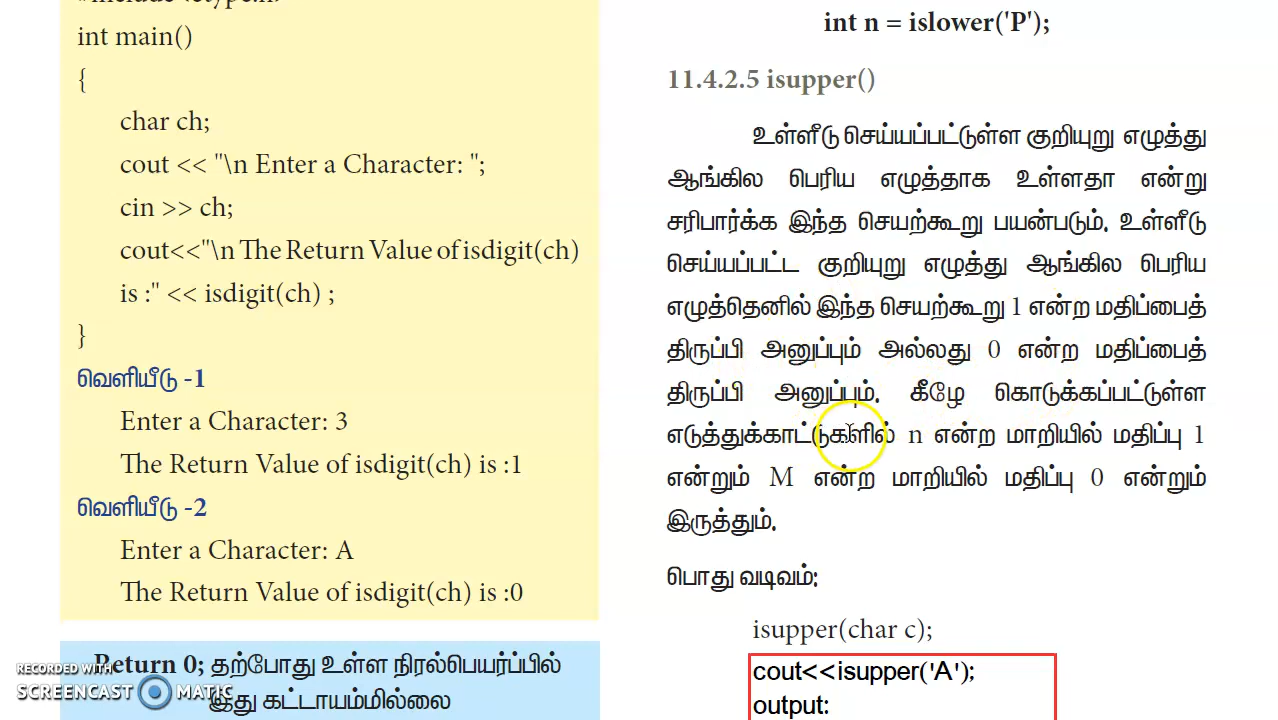 int main()
{
char ch;
cout << "\n Enter a Character: ";
cin >> ch;
cout<<"\n The Return Value of isdigit(ch)
is :" << isdigit(ch) ;
}
வெளியீடு -1
Enter a Character: 3
The Return Value of isdigit(ch) is :1
வெளியீடு -2
Enter a Character: A
The Return Value of isdigit(ch) is :0
Return 0; தற்போது உள்ள நிரல்பெயர்ப்பில்
இது கட்டாயம்மில்லை
int n = islower('P');
11.4.2.5 isupper()
உள்ளீடு செய்யப்பட்டுள்ள குறியுறு எழுத்து
ஆங்கில பெரிய எழுத்தாக உள்ளதா என்று
சரிபார்க்க இந்த செயற்கூறு பயன்படும். உள்ளீடு
செய்யப்பட்ட குறியுறு எழுத்து ஆங்கில பெரிய
எழுத்தெனில் இந்த செயற்கூறு 1 என்ற மதிப்பைத்
திருப்பி அனுப்பும் அல்லது 0 என்ற மதிப்பைத்
திருப்பி அனுப்பும். கீழே கொடுக்கப்பட்டுள்ள
எடுத்துக்காட்டுகளில் n என்ற மாறியில் மதிப்பு 1
என்றும் M என்ற மாறியில் மதிப்பு 0 என்றும்
இருத்தும்.
பொது வடிவம்:
isupper(char c);
cout<<isupper('A');
output:
RECORDED WITH
SCREENCAST MATIC